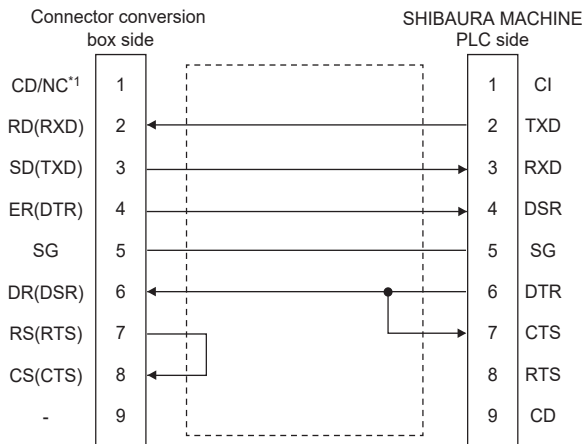 Connector conversion
box side
SHIBAURA MACHINE
PLC side
CD/NC*1 1 1 CI
RD(RXD) 2 2 TXD
SD(TXD) 3 3 RXD
ER(DTR) 4 4 DSR
SG 5 5 SG
DR(DSR) 6 6 DTR
RS(RTS) 7 7 CTS
CS(CTS) 8 8 RTS
- 9 9 CD